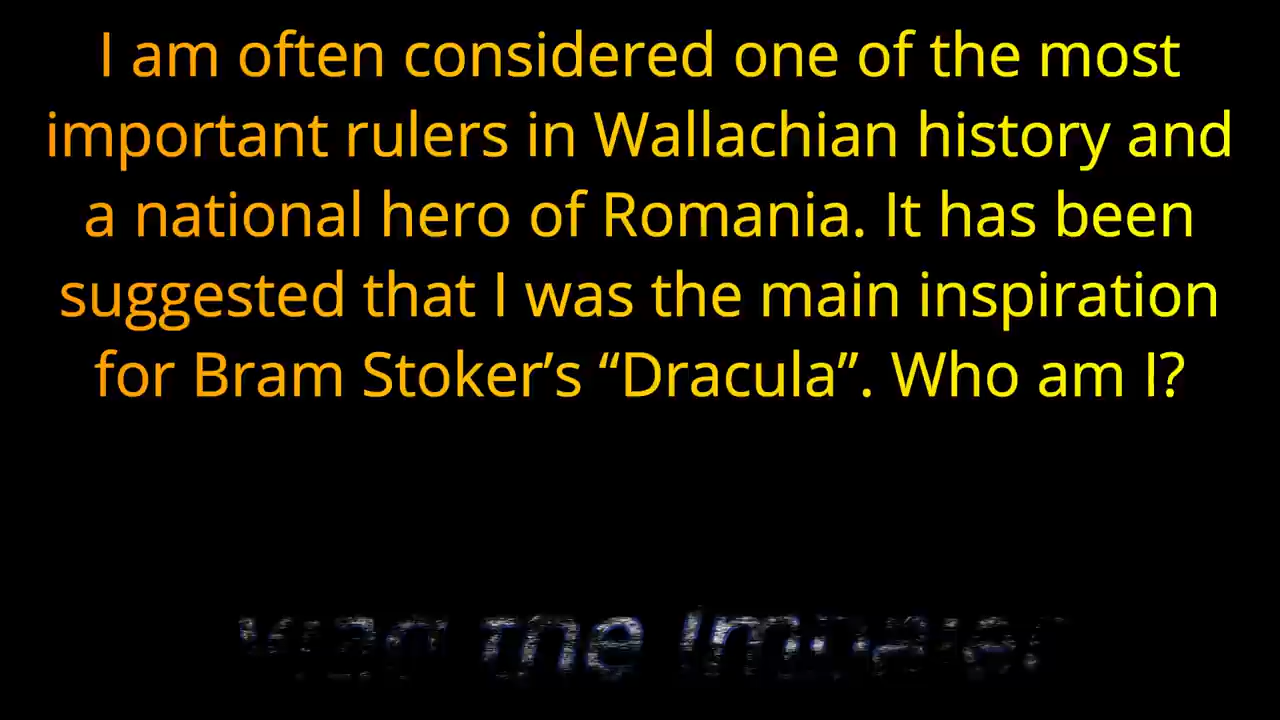 I am often considered one of the most
important rulers in Wallachian history and
a national hero of Romania. It has been
suggested that I was the main inspiration
for Bram Stoker’s “Dracula”. Who am I?
Vlad the Impaler